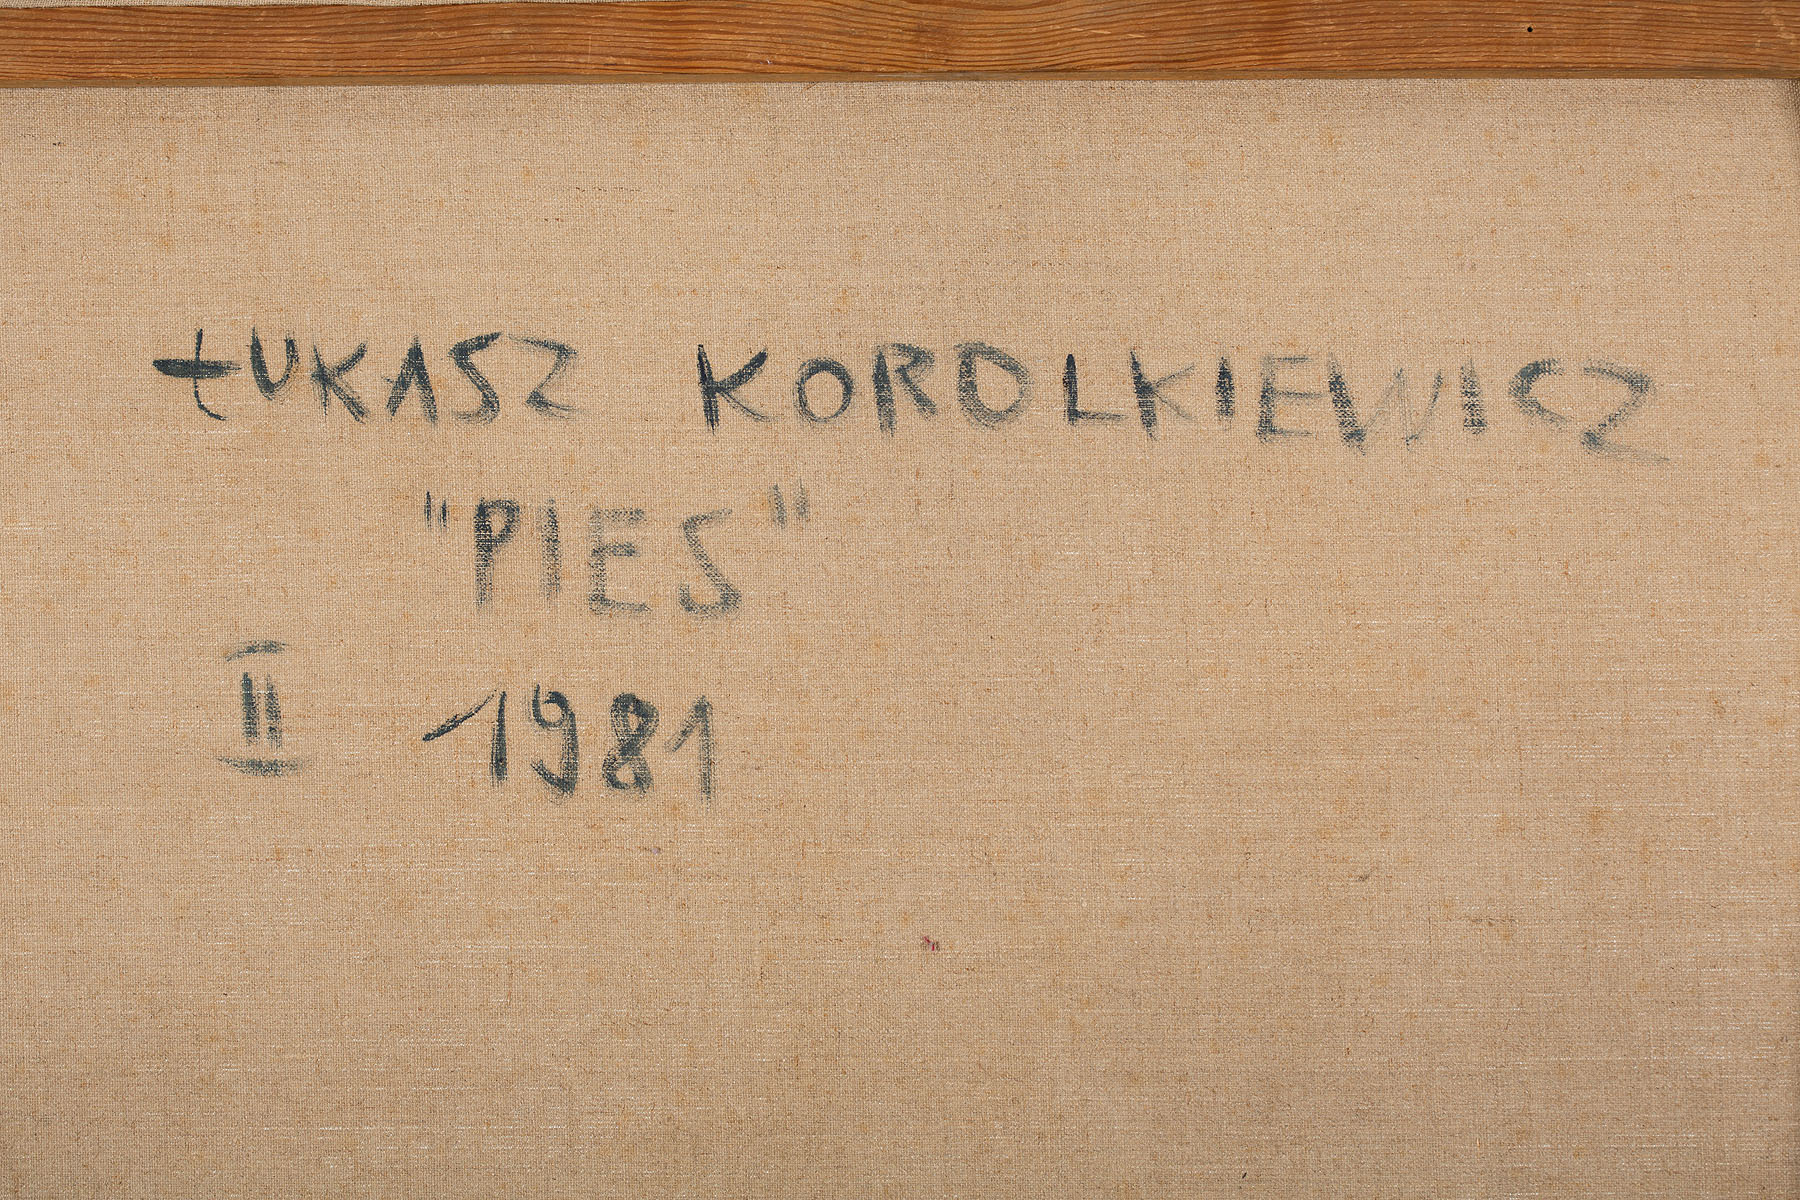 ŁUKASZ KOROLKIEWICZ
"PIES"
II 1981